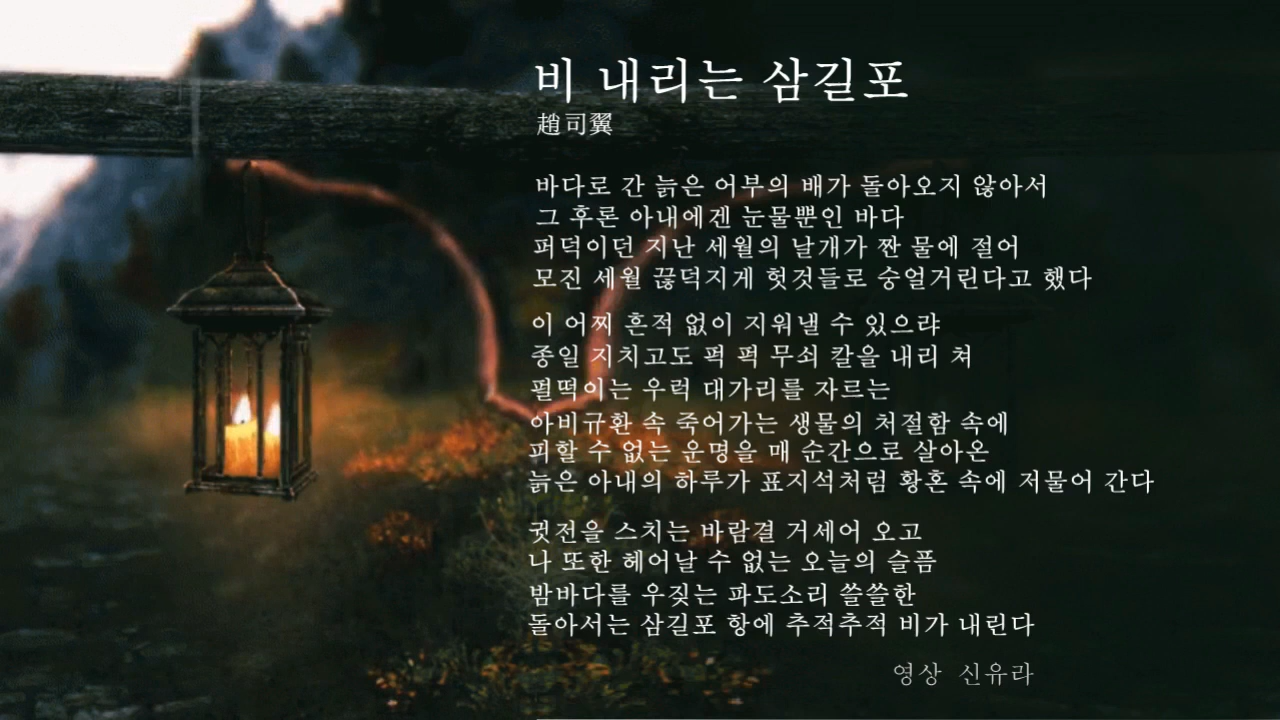 비 내리는 삼길포
趙司翼
바다로 간 늙은 어부의 배가 돌아오지 않아서
그 후론 아내에겐 눈물뿐인 바다
퍼덕이던 지난 세월의 날개가 짠 물에 절어
모진 세월 끊덕지게 헛것들로 숭얼거린다고 했다
이 어찌 흔적 없이 지워낼 수 있으랴
종일 지치고도 퍽 퍽 무쇠 칼을 내리 쳐
펄떡이는 우럭 대가리를 자르는
아비규환 속 죽어가는 생물의 처절함 속에
피할 수 없는 운명을 매 순간으로 살아온
늙은 아내의 하루가 표지석처럼 황혼 속에 저물어 간다
귓전을 스치는 바람결 거세어 오고
나 또한 헤어날 수 없는 오늘의 슬픔
밤바다를 우짖는 파도소리 쓸쓸한
돌아서는 삼길포 항에 추적추적 비가 내린다
영상 신유라